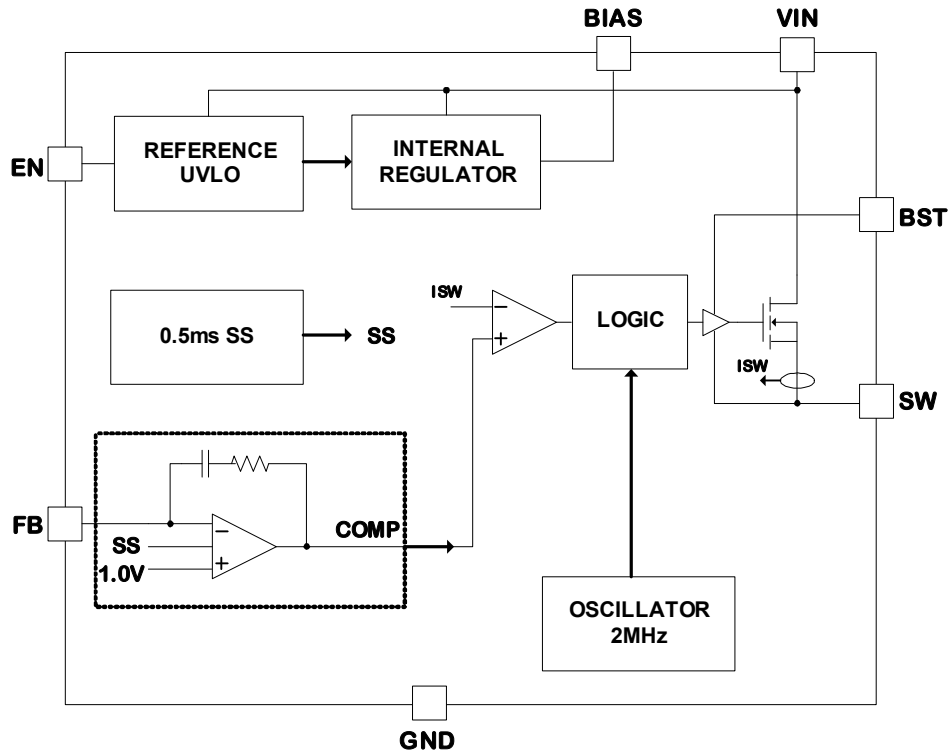 BIAS
VIN
EN
REFERENCE
UVLO
INTERNAL
REGULATOR
BST
ISW
−
+
LOGIC
0.5ms SS
SS
ISW
SW
FB
COMP
−
SS
1.0V
+
OSCILLATOR
2MHz
GND